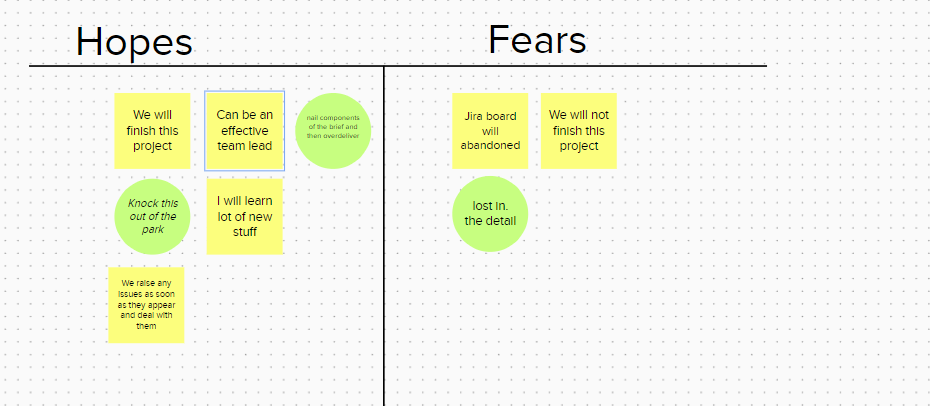 Hopes
Fears
We will
finish this
project
Can be an
effective
team lead
nail components
of the brief and
then overdeliver
Knock this
out of the
park
I will learn
lot of new
stuff
We raise any
issues as soon
as they appear
and deal with
them
Jira board
will
abandoned
We will not
finish this
project
lost in.
the detail